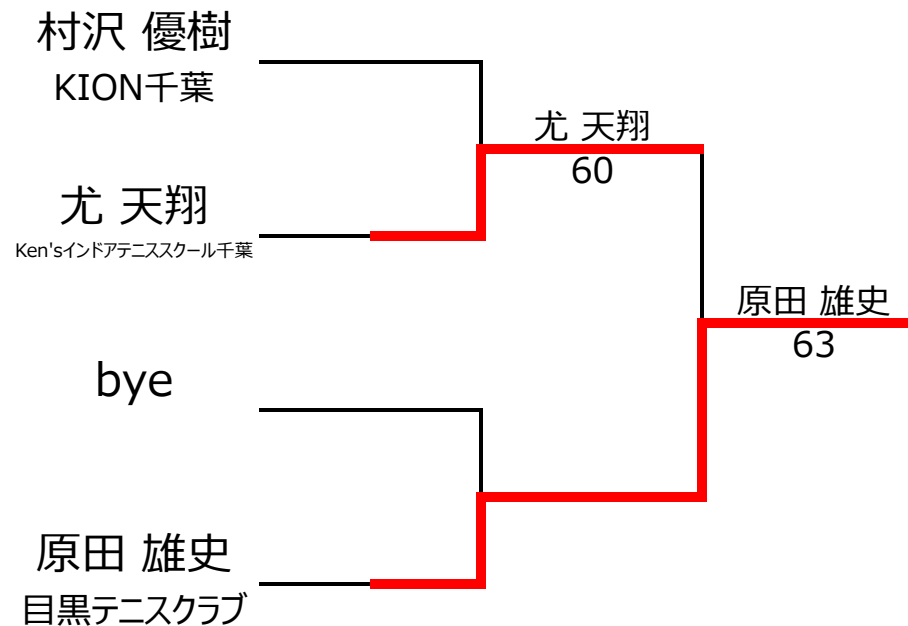 村沢 優樹
KION千葉
尤 天翔
60
尤 天翔
Ken'sインドアテニススクール千葉
原田 雄史
63
bye
原田 雄史
目黒テニスクラブ